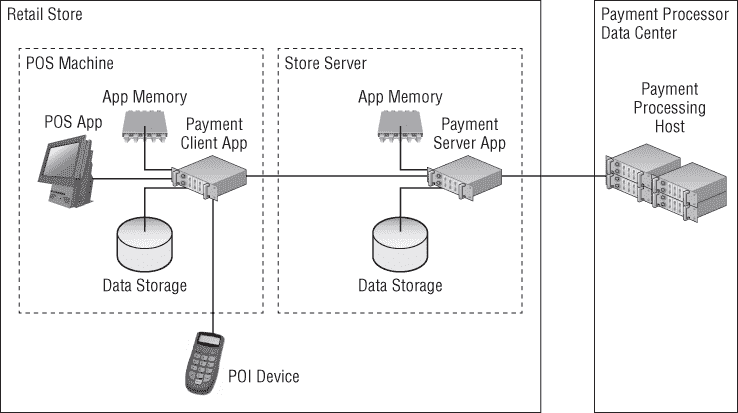 Retail Store
Payment Processor
Data Center
POS Machine
Store Server
App Memory
POS App
Payment
Client App
Data Storage
App Memory
Payment
Server App
Data Storage
Payment
Processing
Host
POI Device